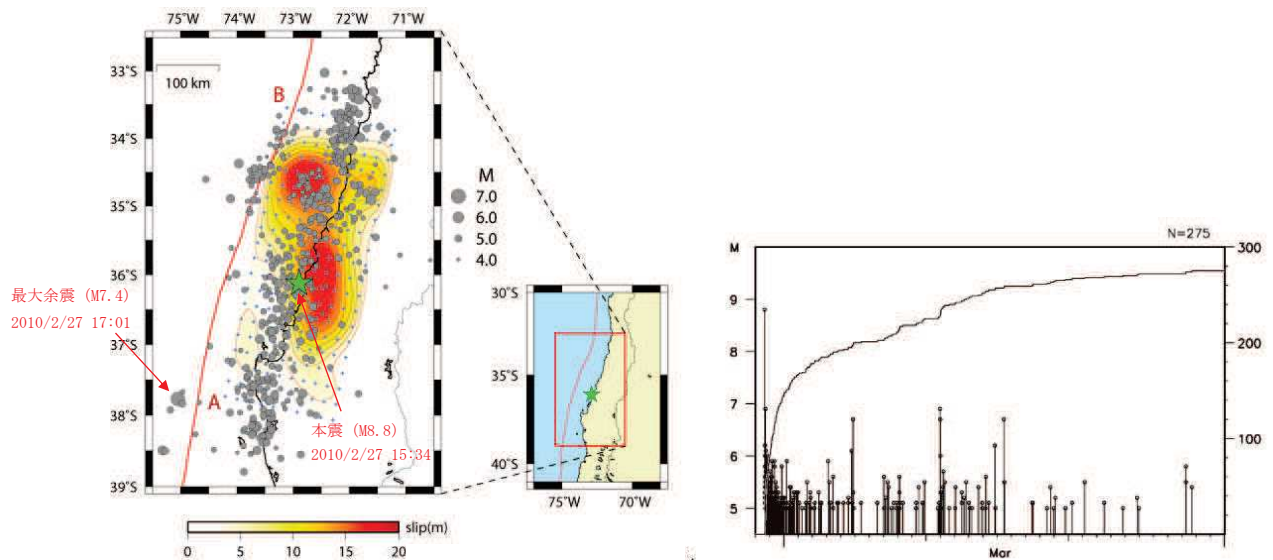 75°W 74°W 73°W 72°W 71°W
33°S
100 km
B
34°S
35°S
36°S
37°S
38°S
39°S
A
M
7.0
6.0
5.0
4.0
最大余震 (M7.4)
2010/2/27 17:01
本震 (M8.8)
2010/2/27 15:34
0 5 10 15 20 slip(m)
30°S
35°S
40°S
75°W 70°W
N=275
M
9
8
7
6
5
300
200
100
Mar